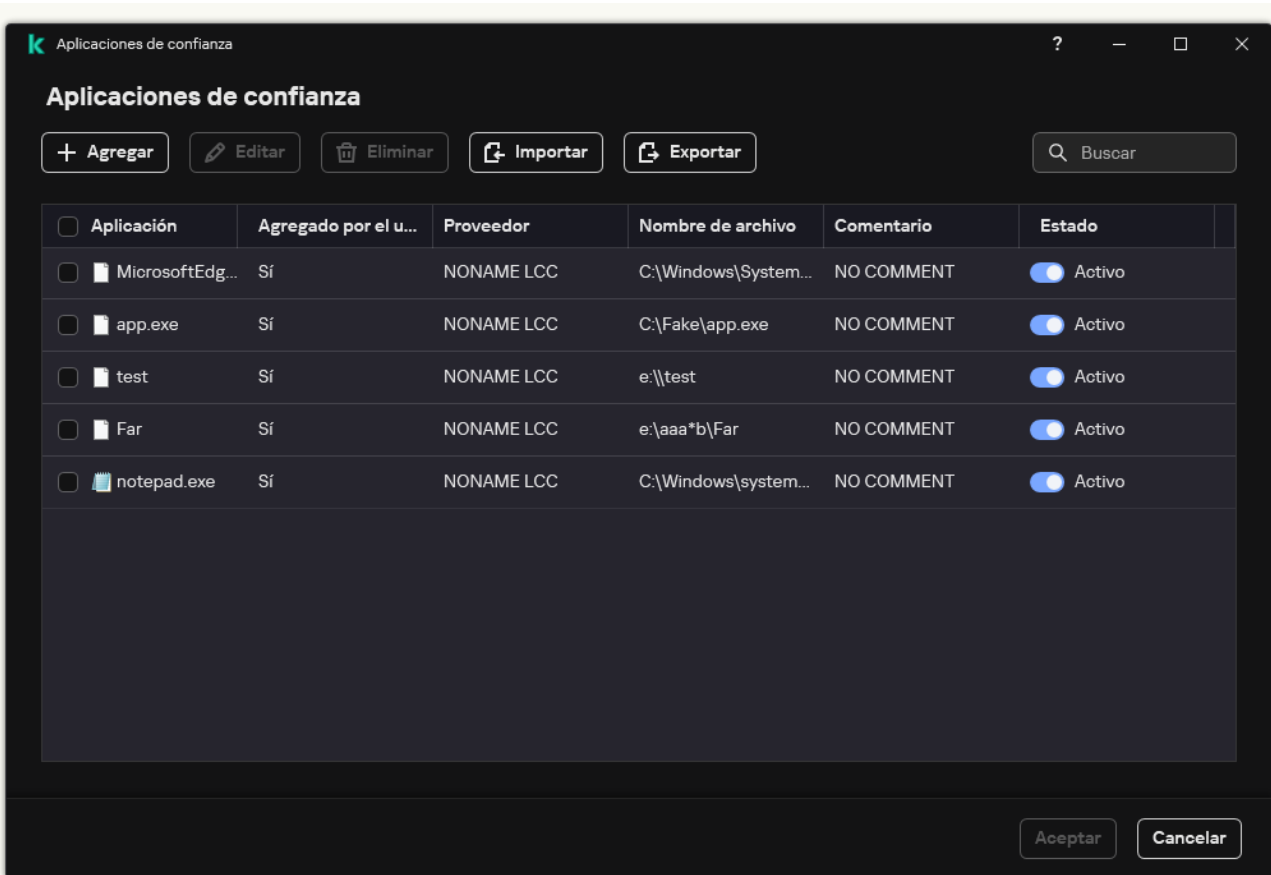 Aplicaciones de confianza
Aplicaciones de confianza
Agregar Editar Eliminar Importar Exportar Buscar
Aplicación Agregado por el u... Proveedor Nombre de archivo Comentario Estado
MicrosoftEdg... Sí NONAME LCC C:\Windows\System... NO COMMENT Activo
app.exe Sí NONAME LCC C:\Fake\app.exe NO COMMENT Activo
test Sí NONAME LCC e:\\test NO COMMENT Activo
Far Sí NONAME LCC e:\aaa*b\Far NO COMMENT Activo
notepad.exe Sí NONAME LCC C:\Windows\system... NO COMMENT Activo
Aceptar Cancelar